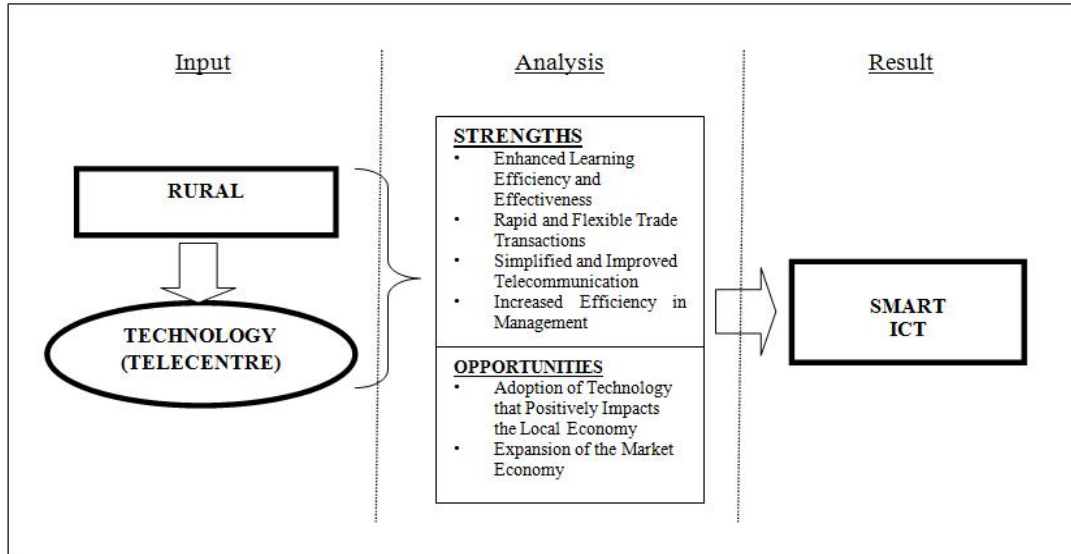 Input
Analysis
Result
RURAL
TECHNOLOGY
(TELECENTRE)
STRENGTHS
• Enhanced Learning
Efficiency and
Effectiveness
• Rapid and Flexible Trade
Transactions
• Simplified and Improved
Telecommunication
• Increased Efficiency in
Management
OPPORTUNITIES
• Adoption of Technology
that Positively Impacts
the Local Economy
• Expansion of the Market
Economy
SMART
ICT